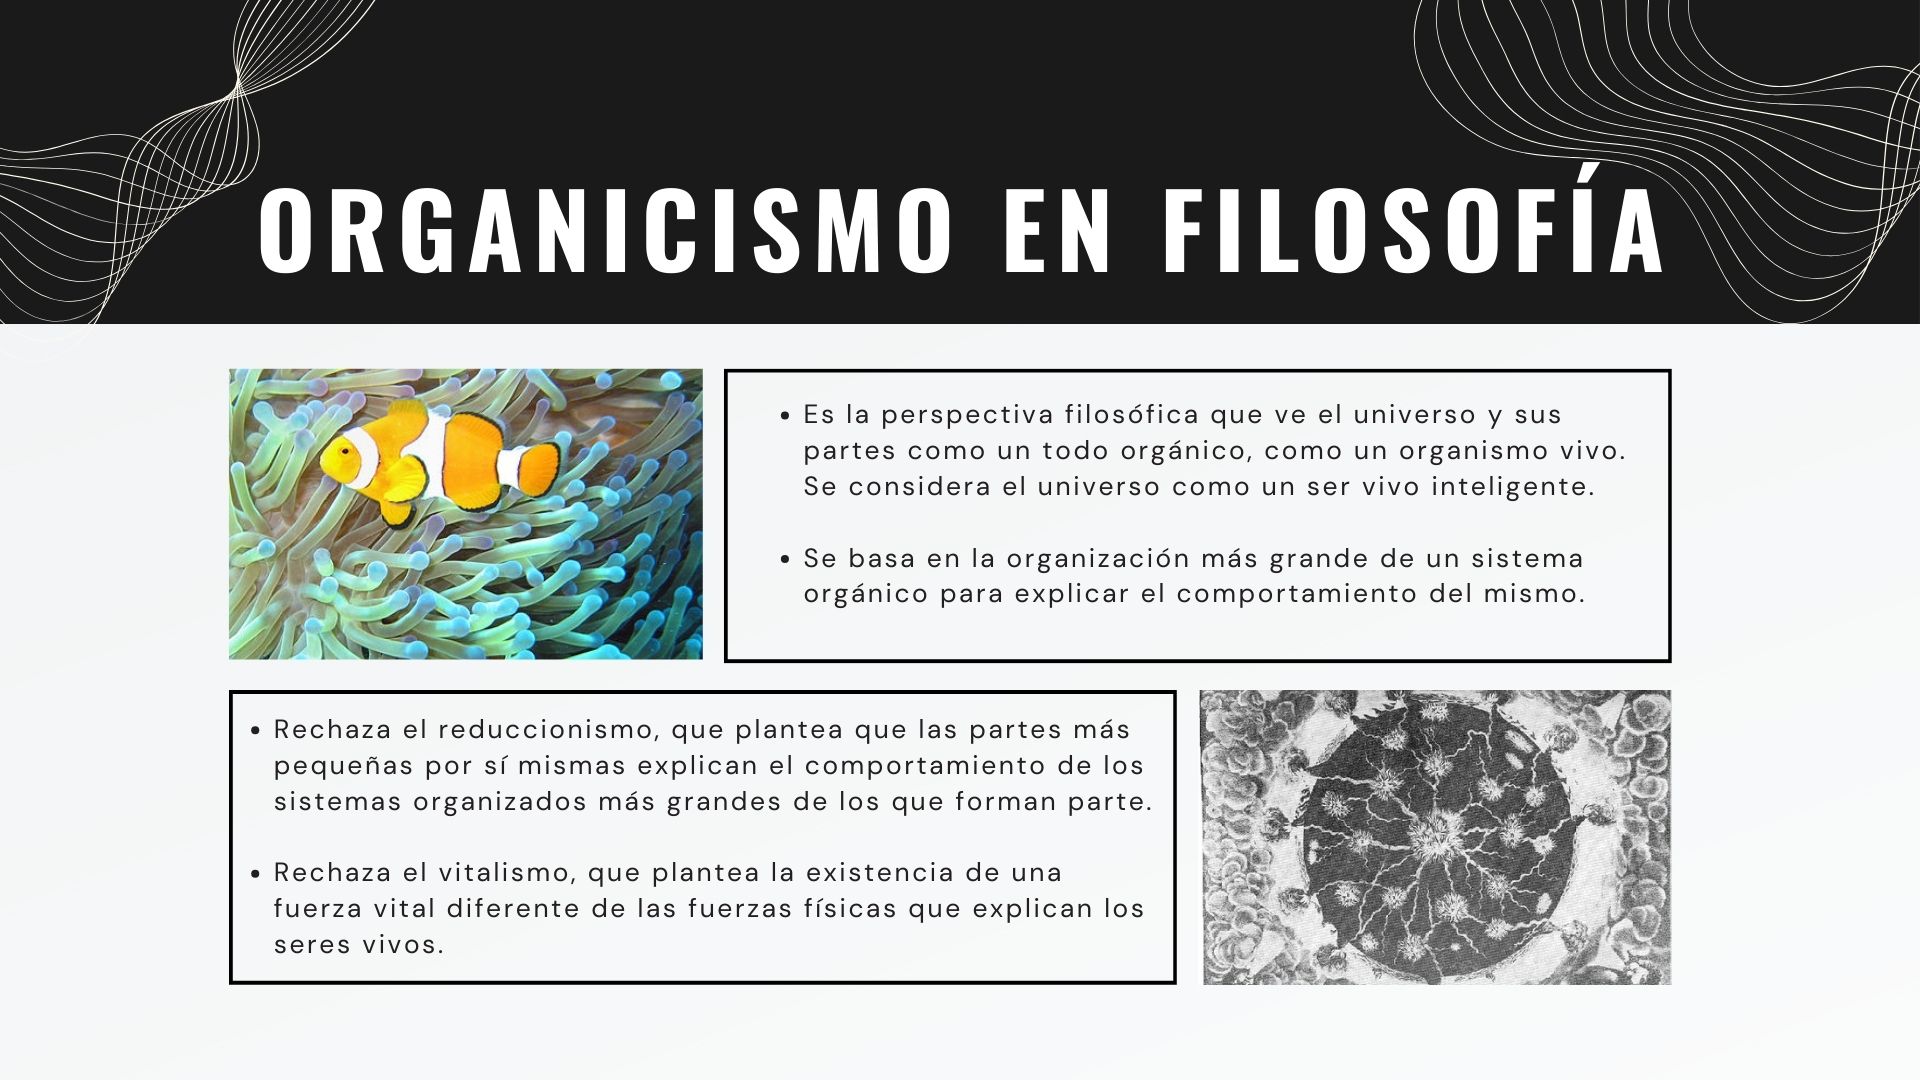 ORGANICISMO EN FILOSOFÍA
• Es la perspectiva filosófica que ve el universo y sus
partes como un todo orgánico, como un organismo vivo.
Se considera el universo como un ser vivo inteligente.
• Se basa en la organización más grande de un sistema
orgánico para explicar el comportamiento del mismo.
• Rechaza el reduccionismo, que plantea que las partes más
pequeñas por sí mismas explican el comportamiento de los
sistemas organizados más grandes de los que forman parte.
• Rechaza el vitalismo, que plantea la existencia de una
fuerza vital diferente de las fuerzas físicas que explican los
seres vivos.